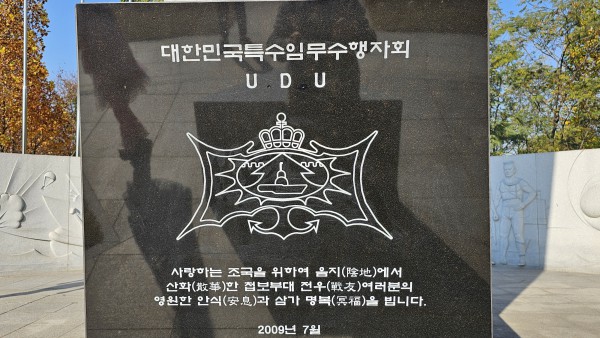 대한민국특수임무수행자회
U D U
사랑하는 조국을 위하여 음지(陰地)에서
산화(散華)한 첩보부대 전우(戰友)여러분의
영원한 안식(安息)과 삼가 명복(冥福)을 빕니다.
2009년 7월